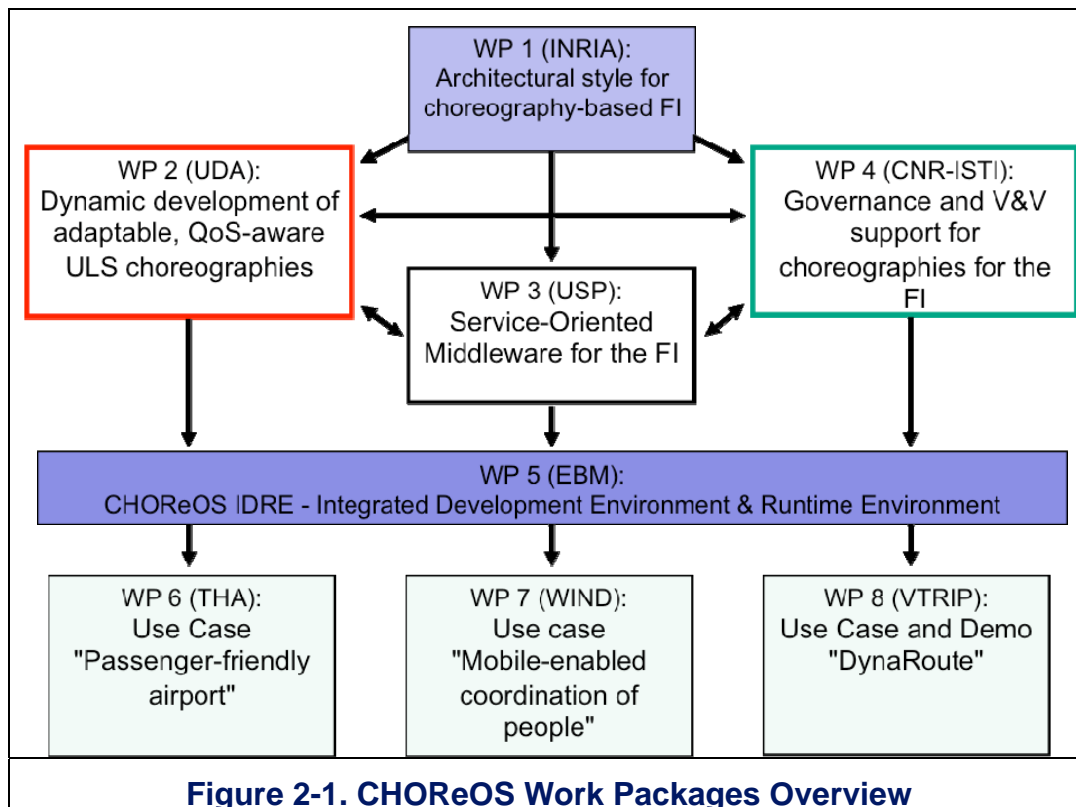 WP 1 (INRIA):
Architectural style for
choreography-based FI
WP 2 (UDA):
Dynamic development of
adaptable, QoS-aware
ULS choreographies
WP 4 (CNR-ISTI):
Governance and V&V
support for
choreographies for the
FI
WP 3 (USP):
Service-Oriented
Middleware for the FI
WP 5 (EBM):
CHOReOS IDRE - Integrated Development Environment & Runtime Environment
WP 6 (THA):
Use Case
"Passenger-friendly
airport"
WP 7 (WIND):
Use case
"Mobile-enabled
coordination of
people"
WP 8 (VTRIP):
Use Case and Demo
"DynaRoute"
Figure 2-1. CHOReOS Work Packages Overview